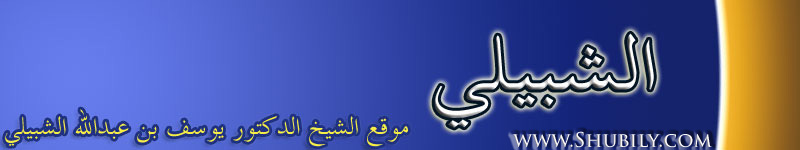 الشبيلي
موقع الشيخ الدكتور يوسف بن عبدالله الشبيلي
www.Shubily.com